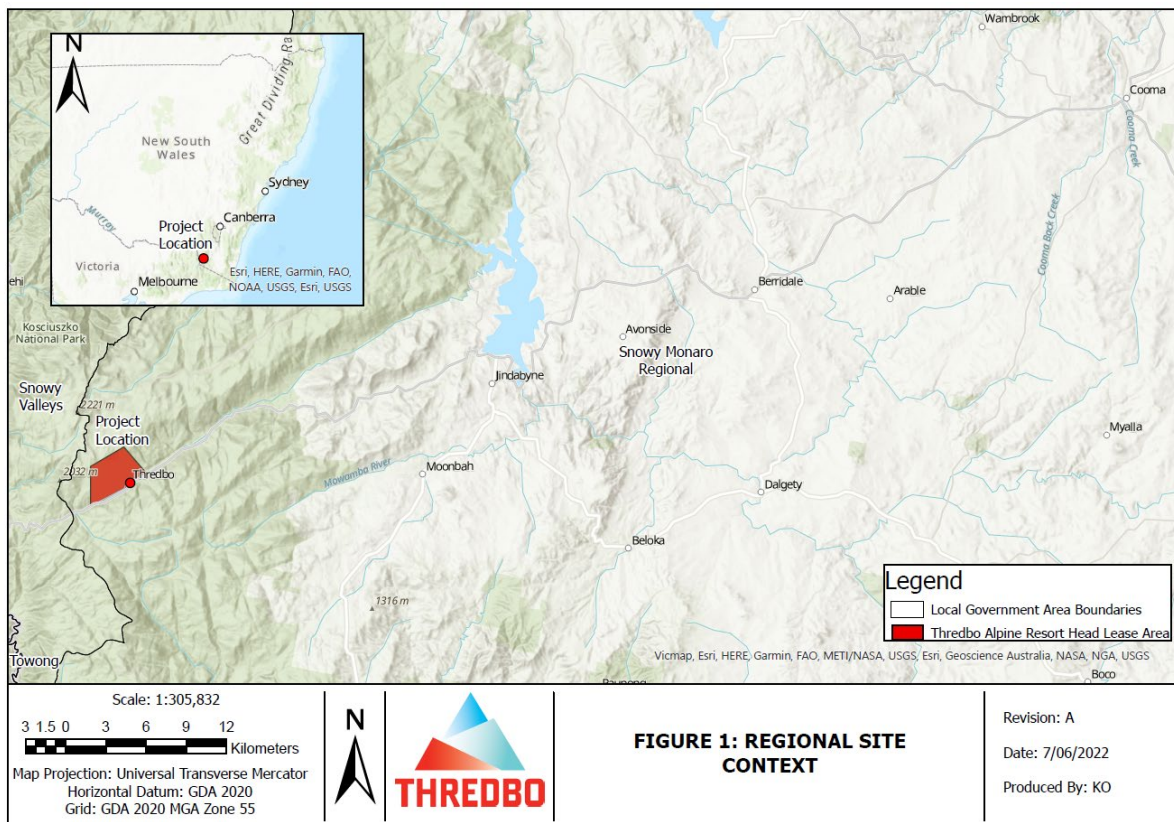 N
Great Dividing Ra
New South
Wales
Sydney
Canberra
Murray
Project
Location
Victoria
Melbourne
Esri, HERE, Garmin, FAO,
NOAA, USGS, Esri, USGS
Wambrook
Cooma
Cooma Creek
Cooma Back Creek
ehi
Kosciuszko
National Park
Berridale
Arable
Avonside
Snowy Monaro
Regional
Jindabyne
Snowy
Valleys
2221 m
Project
Location
2032 m
Thredbo
Mowamba River
Moonbah
Myalla
Dalgety
Beloka
1316 m
Towong
Legend
Local Government Area Boundaries
Thredbo Alpine Resort Head Lease Area
Vicmap, Esri, HERE, Garmin, FAO, METI/NASA, USGS, Esri, Geoscience Australia, NASA, NGA, USGS
Boco
Scale: 1:305,832
3 1.5 0 3 6 9 12
Kilometers
Map Projection: Universal Transverse Mercator
Horizontal Datum: GDA 2020
Grid: GDA 2020 MGA Zone 55
N
THREDBO
FIGURE 1: REGIONAL SITE
CONTEXT
Revision: A
Date: 7/06/2022
Produced By: KO